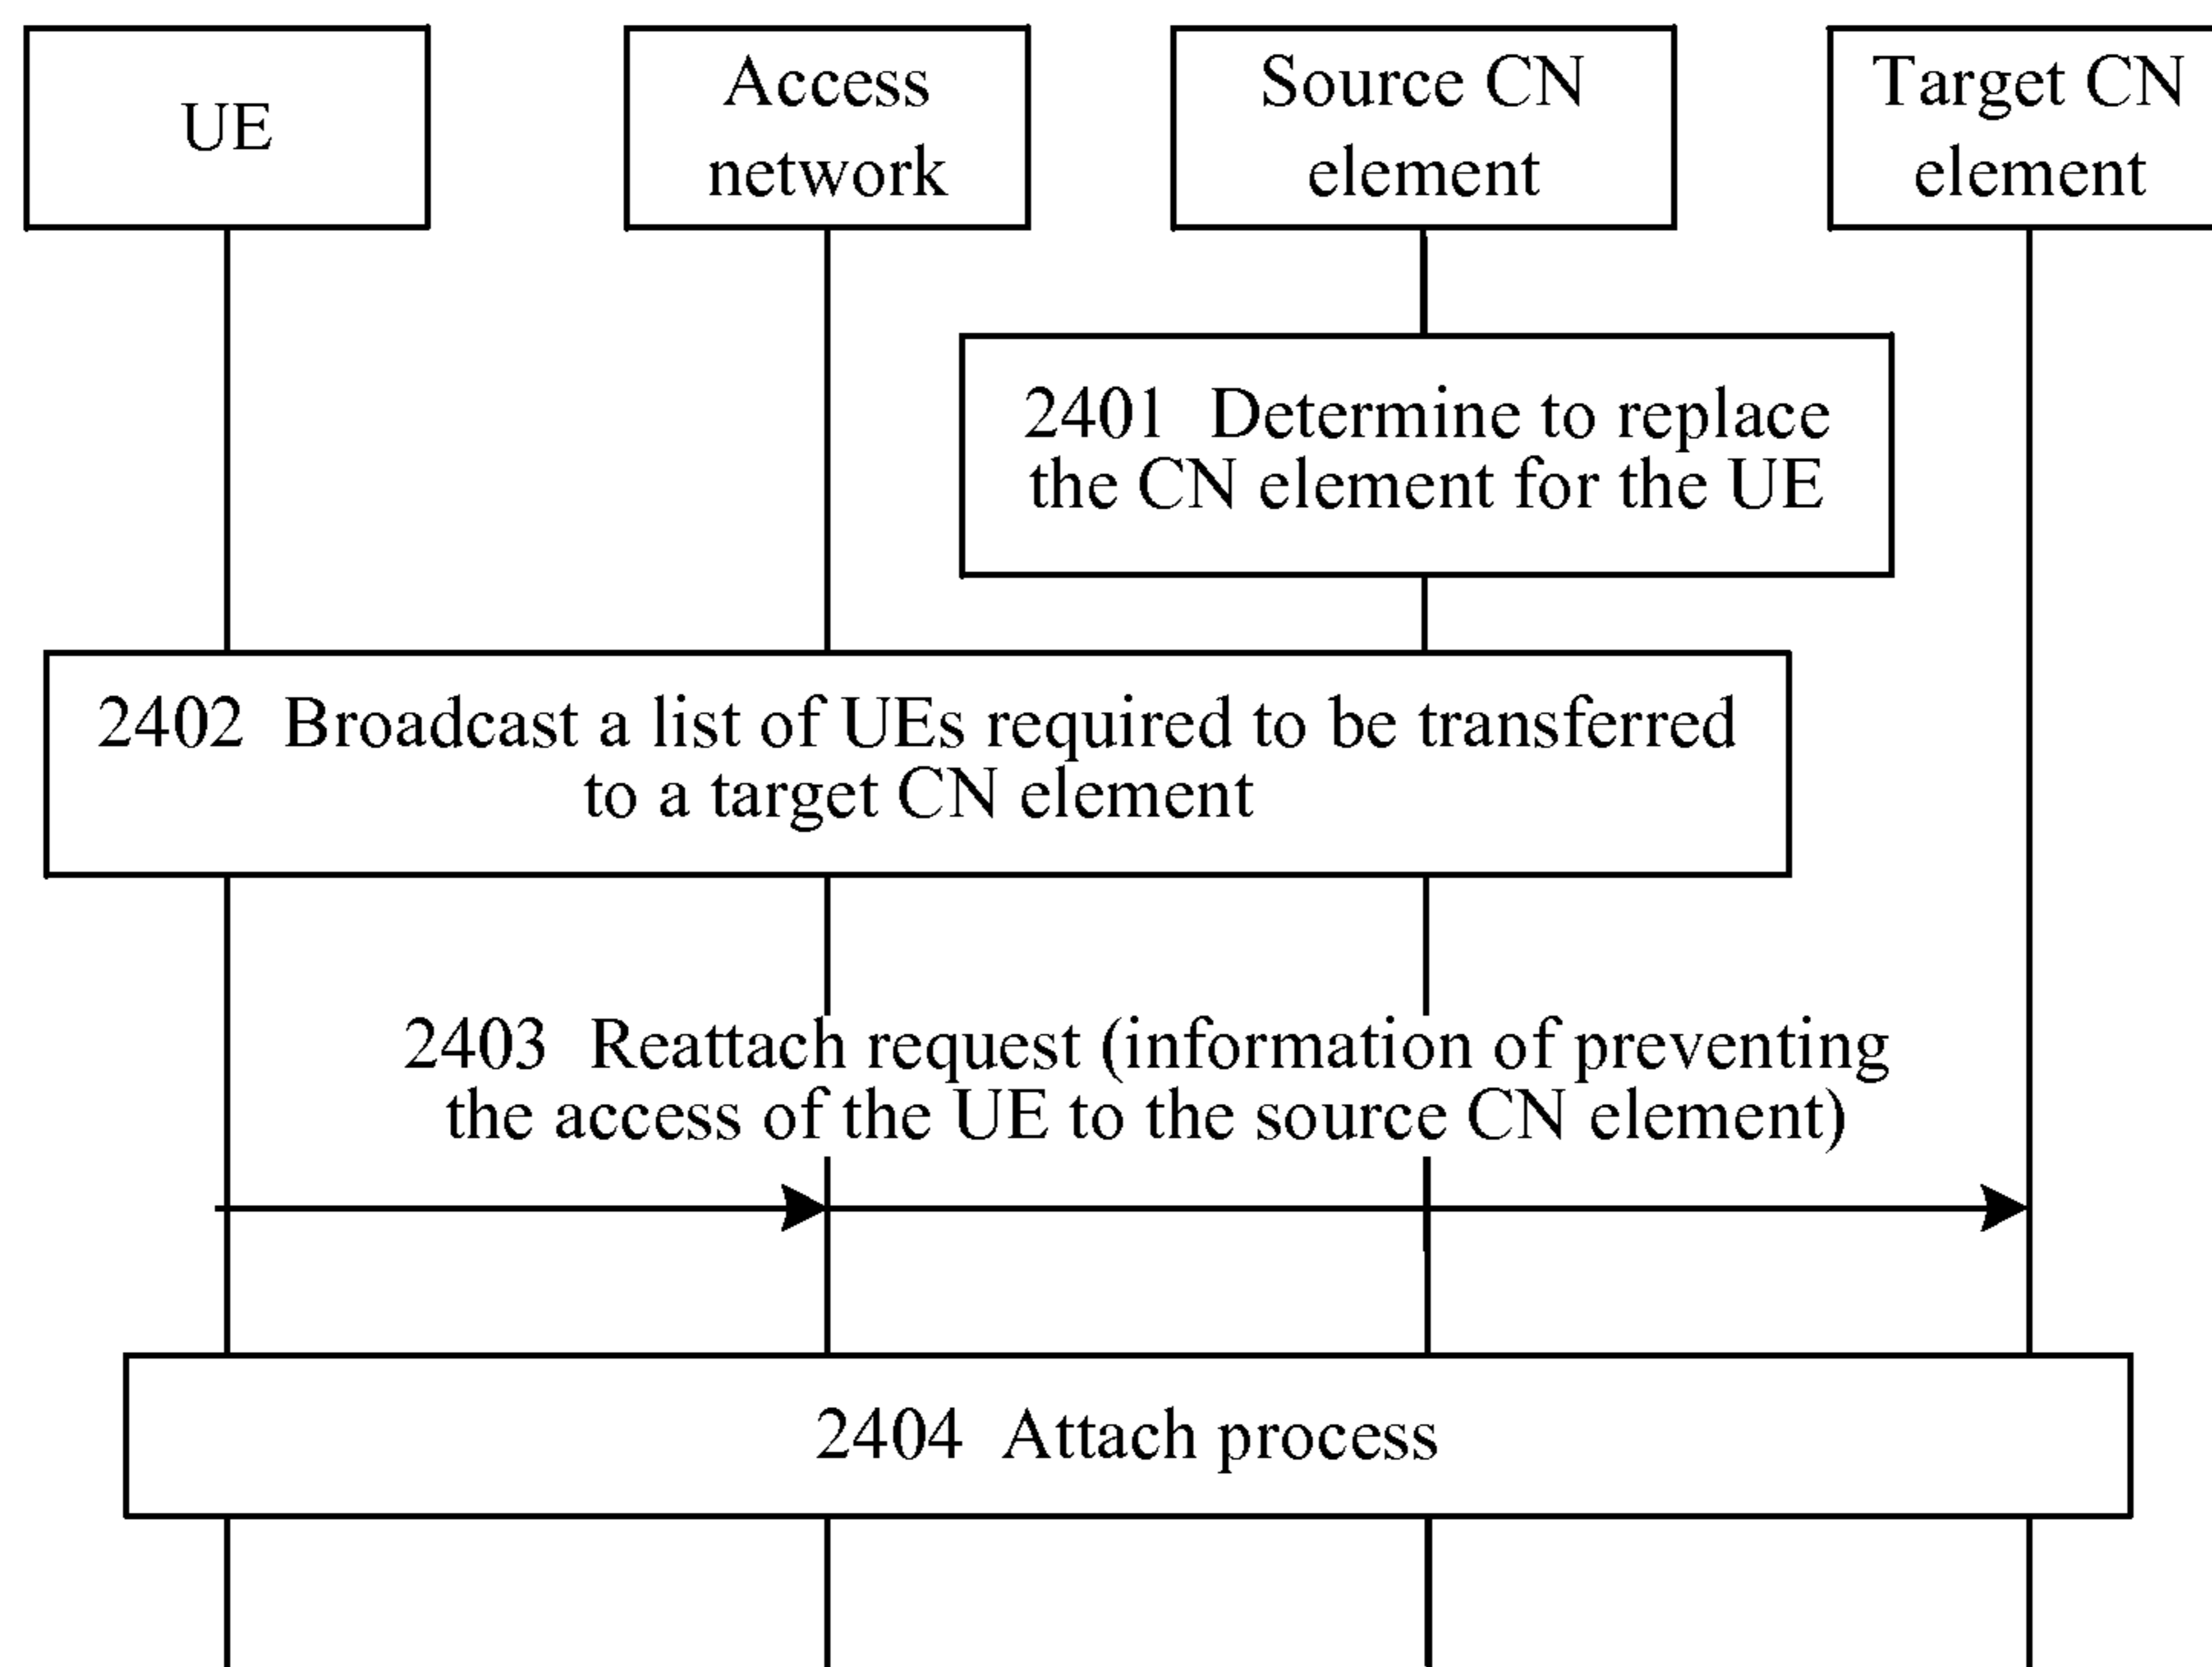 UE
Access
network
Source CN
element
Target CN
element
2401 Determine to replace
the CN element for the UE
2402 Broadcast a list of UEs required to be transferred
to a target CN element
2403 Reattach request (information of preventing
the access of the UE to the source CN element)
2404 Attach process